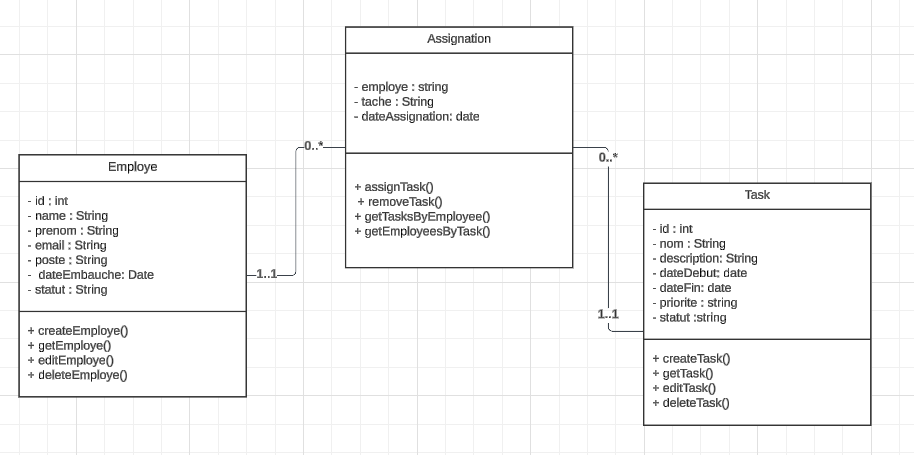 Assignation
- employe : string
- tache : String
- dateAssignation: date
+ assignTask()
+ removeTask()
+ getTasksByEmployee()
+ getEmployeesByTask()
0..*
1..1
Employe
- id : int
- name : String
- prenom : String
- email : String
- poste : String
- dateEmbauche: Date
- statut : String
+ createEmploye()
+ getEmploye()
+ editEmploye()
+ deleteEmploye()
0..*
1..1
Task
- id : int
- nom : String
- description: String
- dateDebut: date
- dateFin: date
- priorite : string
- statut :string
+ createTask()
+ getTask()
+ editTask()
+ deleteTask()